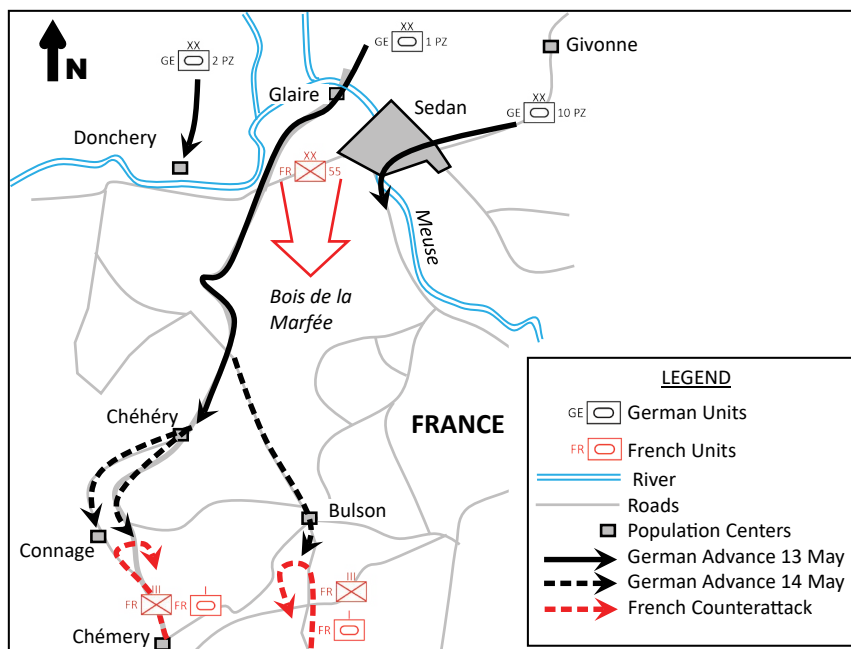 XX
GE 2 PZ
XX
GE 1 PZ
Givonne
N
XX
GE 10 PZ
Glaire
Sedan
Donchery
XX
FR 55
Meuse
Bois de la
Marfée
LEGEND
GE German Units
FR French Units
River
Roads
Population Centers
German Advance 13 May
German Advance 14 May
French Counterattack
Chéhéry
FRANCE
Bulson
Connage
III
FR
I
FR
III
FR
I
FR
Chémery